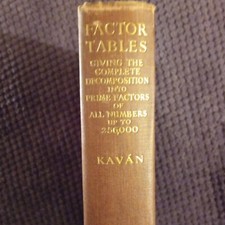 FACTOR
TABLES
GIVING THE
COMPLETE
DECOMPOSITION
INTO
PRIME FACTORS
OF
ALL NUMBERS
UP TO
256,000
KAVÁN